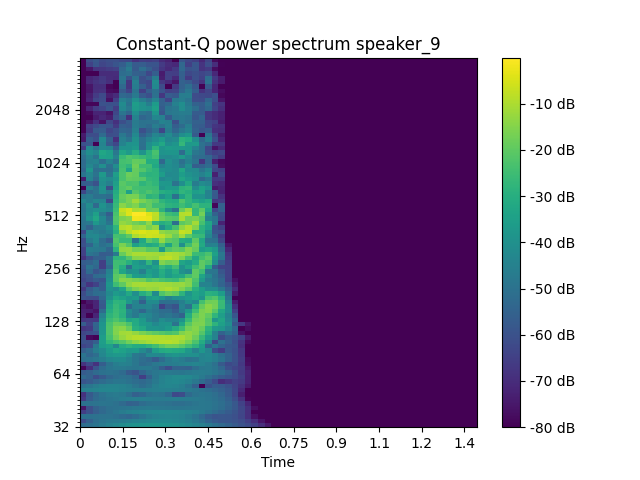 Constant-Q power spectrum speaker_9
Hz
2048
1024
512
256
128
64
32
0 0.15 0.3 0.45 0.6 0.75 0.9 1.1 1.2 1.4
Time
-10 dB
-20 dB
-30 dB
-40 dB
-50 dB
-60 dB
-70 dB
-80 dB